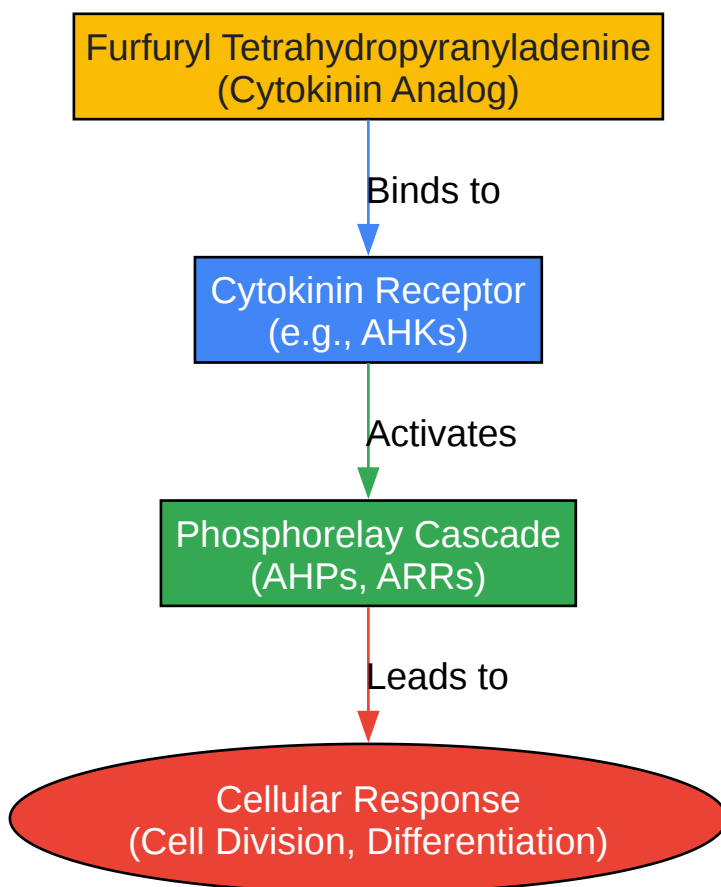 Furfuryl Tetrahydropyranyladenine
(Cytokinin Analog)
Binds to
Cytokinin Receptor
(e.g., AHKs)
Activates
Phosphorelay Cascade
(AHPs, ARRs)
Leads to
Cellular Response
(Cell Division, Differentiation)